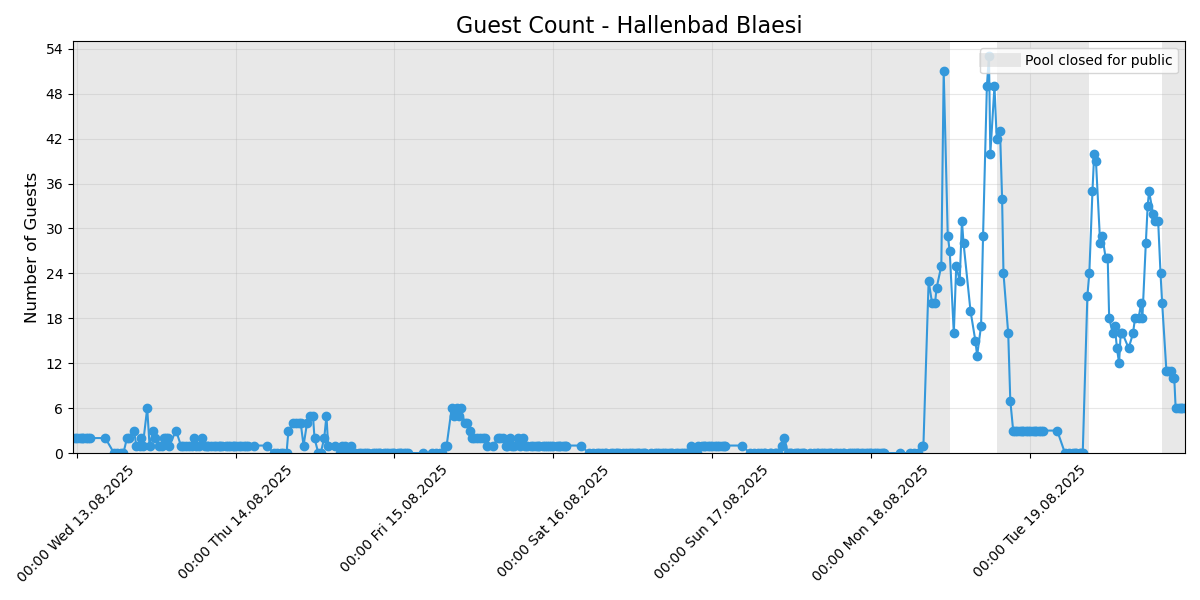 Guest Count - Hallenbad Blaesi
Pool closed for public
Number of Guests
54
48
42
36
30
24
18
12
6
0
00:00 Wed 13.08.2025
00:00 Thu 14.08.2025
00:00 Fri 15.08.2025
00:00 Sat 16.08.2025
00:00 Sun 17.08.2025
00:00 Mon 18.08.2025
00:00 Tue 19.08.2025